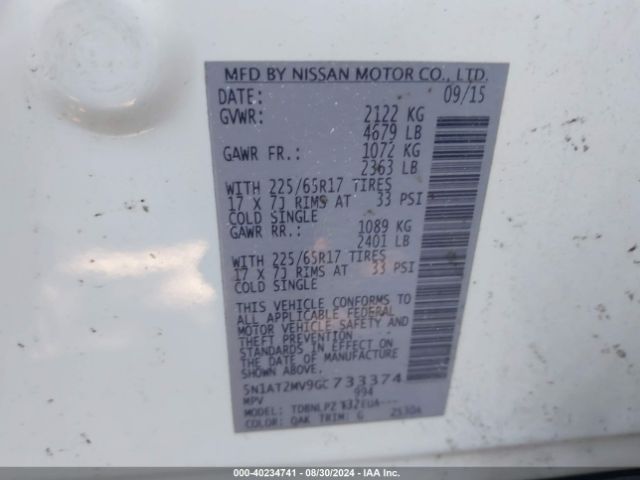 MFD BY NISSAN MOTOR CO., LTD.
DATE: 09/15
GVWR: 2122 KG
4679 LB
GAWR FR.: 1072 KG
2363 LB
WITH 225/65R17 TIRES
17 X 7J RIMS AT 33 PSI
COLD SINGLE
GAWR RR.: 1089 KG
2401 LB
WITH 225/65R17 TIRES
17 X 7J RIMS AT 33 PSI
COLD SINGLE
THIS VEHICLE CONFORMS TO
ALL APPLICABLE FEDERAL
MOTOR VEHICLE SAFETY AND
THEFT PREVENTION
STANDARDS IN EFFECT ON
THE DATE OF MANUFACTURE
SHOWN ABOVE.
5N1AT2MV9GC733374
MPV 994
MODEL:
COLOR: QAK TRIM: G 25304
000-40234741 - 08/30/2024 - IAA Inc.